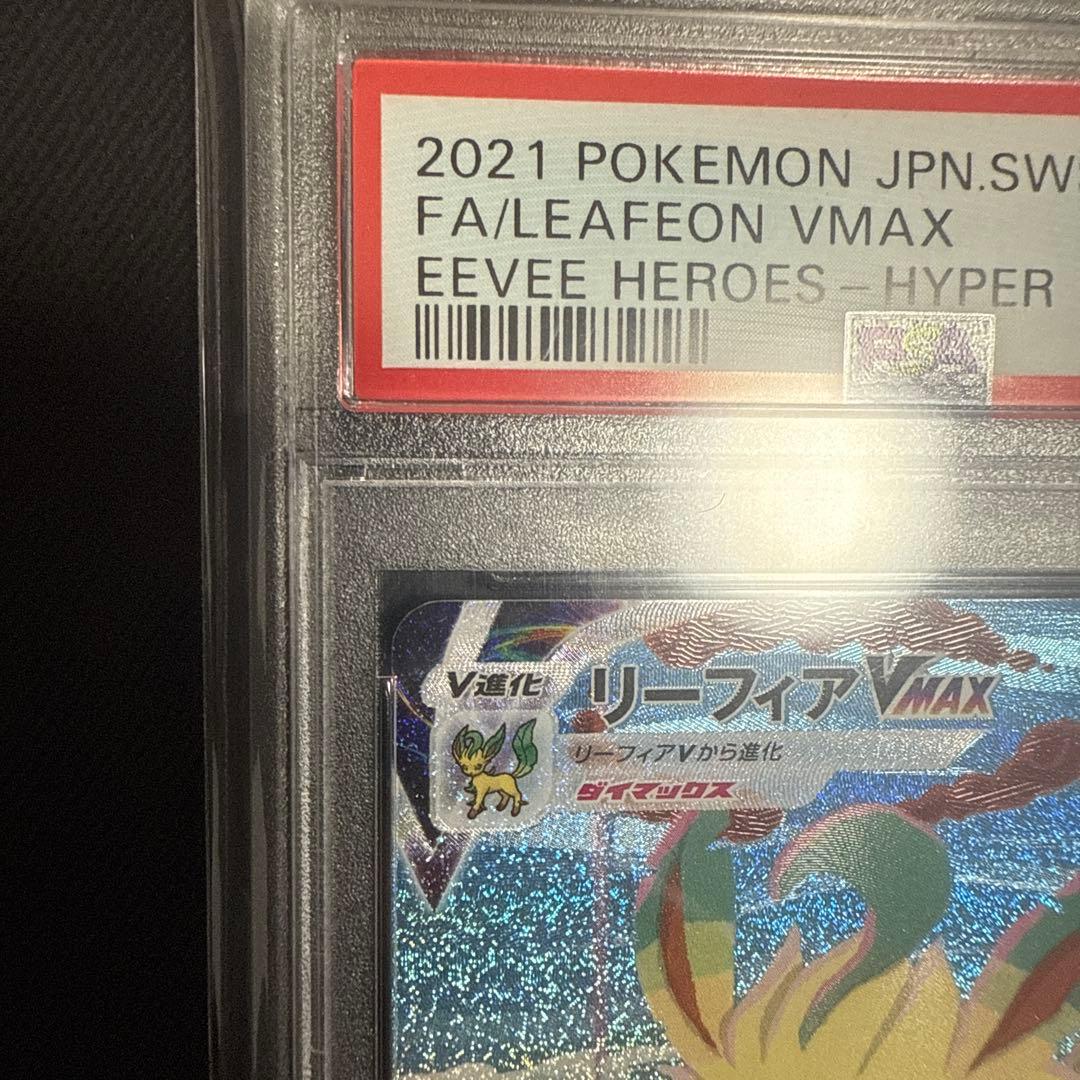 2021 POKEMON JPN.SW
FA/LEAFEON VMAX
EEVEE HEROES - HYPER
PSA
V進化
リーフィアVMAX
リーフィアVから進化
ダイマックス